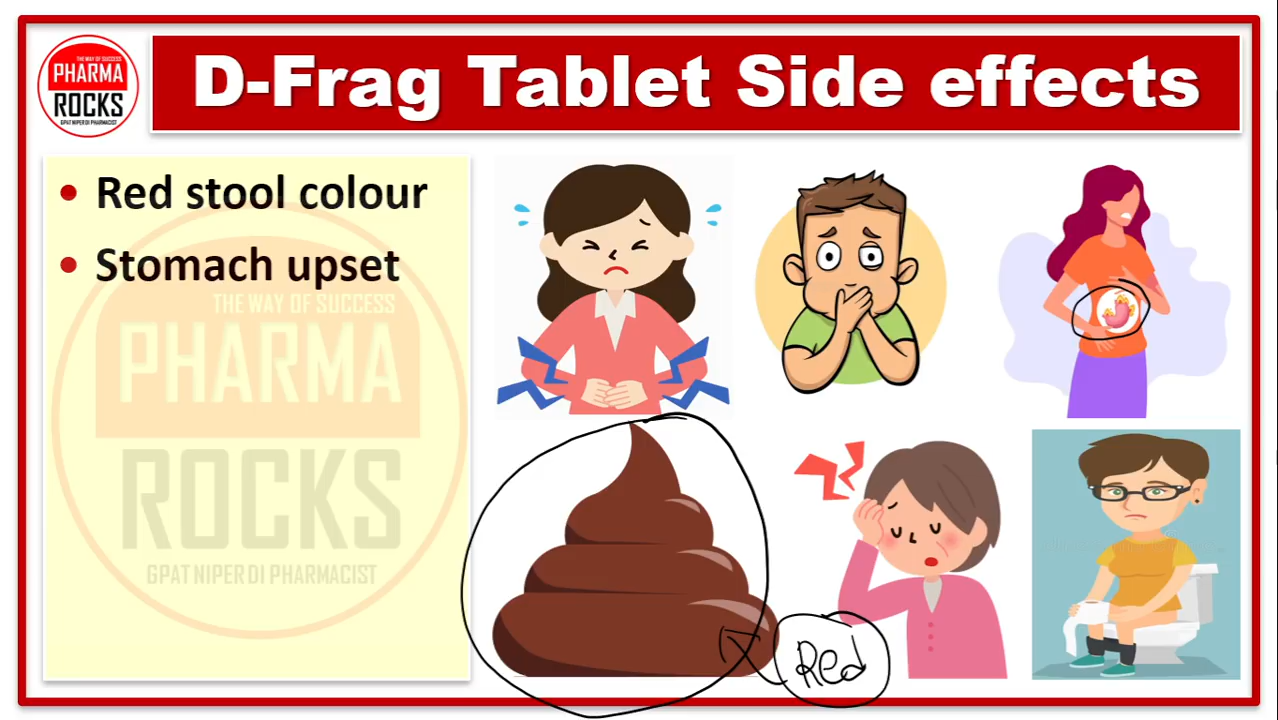 THE WAY OF SUCCESS
PHARMA
ROCKS
GPAT NIPER DI PHARMACIST
D-Frag Tablet Side effects
• Red stool colour
• Stomach upset
THE WAY OF SUCCESS
PHARMA
ROCKS
GPAT NIPER DI PHARMACIST
Red